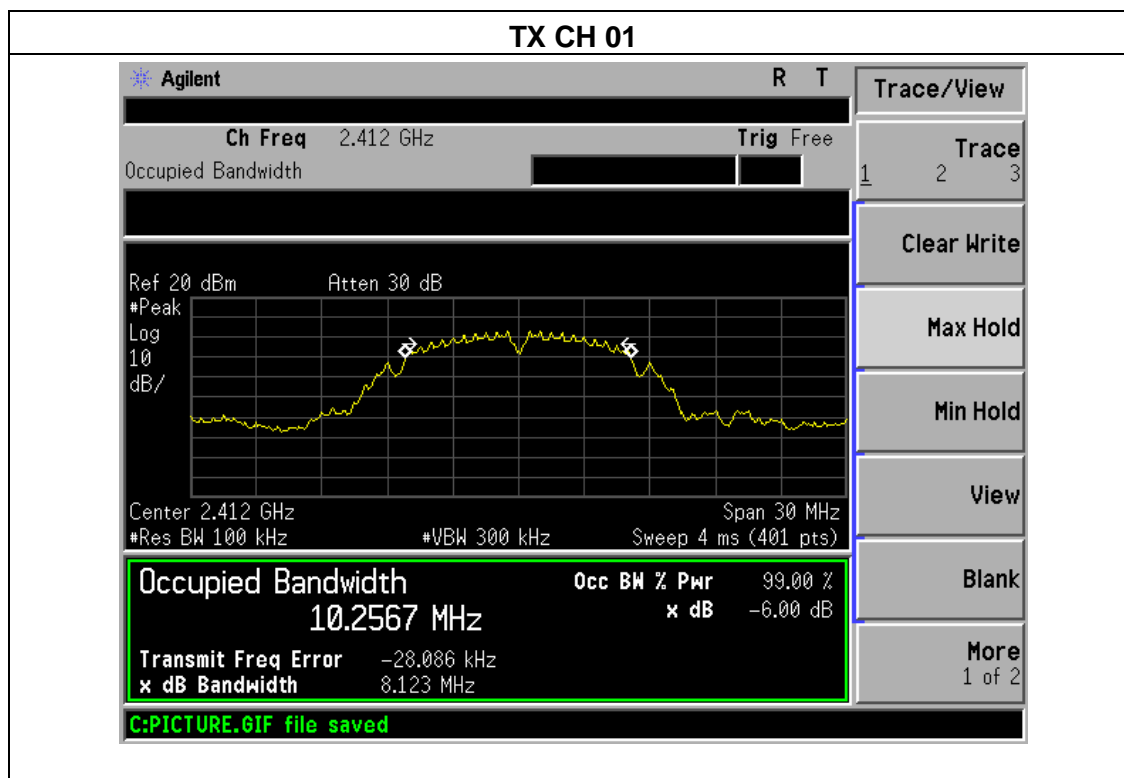 TX CH 01
Agilent R T
Trace/View
Ch Freq 2.412 GHz Trig Free
Occupied Bandwidth
Trace
1 2 3
Clear Write
Ref 20 dBm Atten 30 dB
#Peak
Log
10
dB/
Max Hold
Min Hold
View
Center 2.412 GHz Span 30 MHz
#Res BW 100 kHz #VBW 300 kHz Sweep 4 ms (401 pts)
Occupied Bandwidth Occ BW % Pwr 99.00 %
10.2567 MHz x dB -6.00 dB
Blank
Transmit Freq Error -28.086 kHz
x dB Bandwidth 8.123 MHz
More
1 of 2
C:PICTURE.GIF file saved